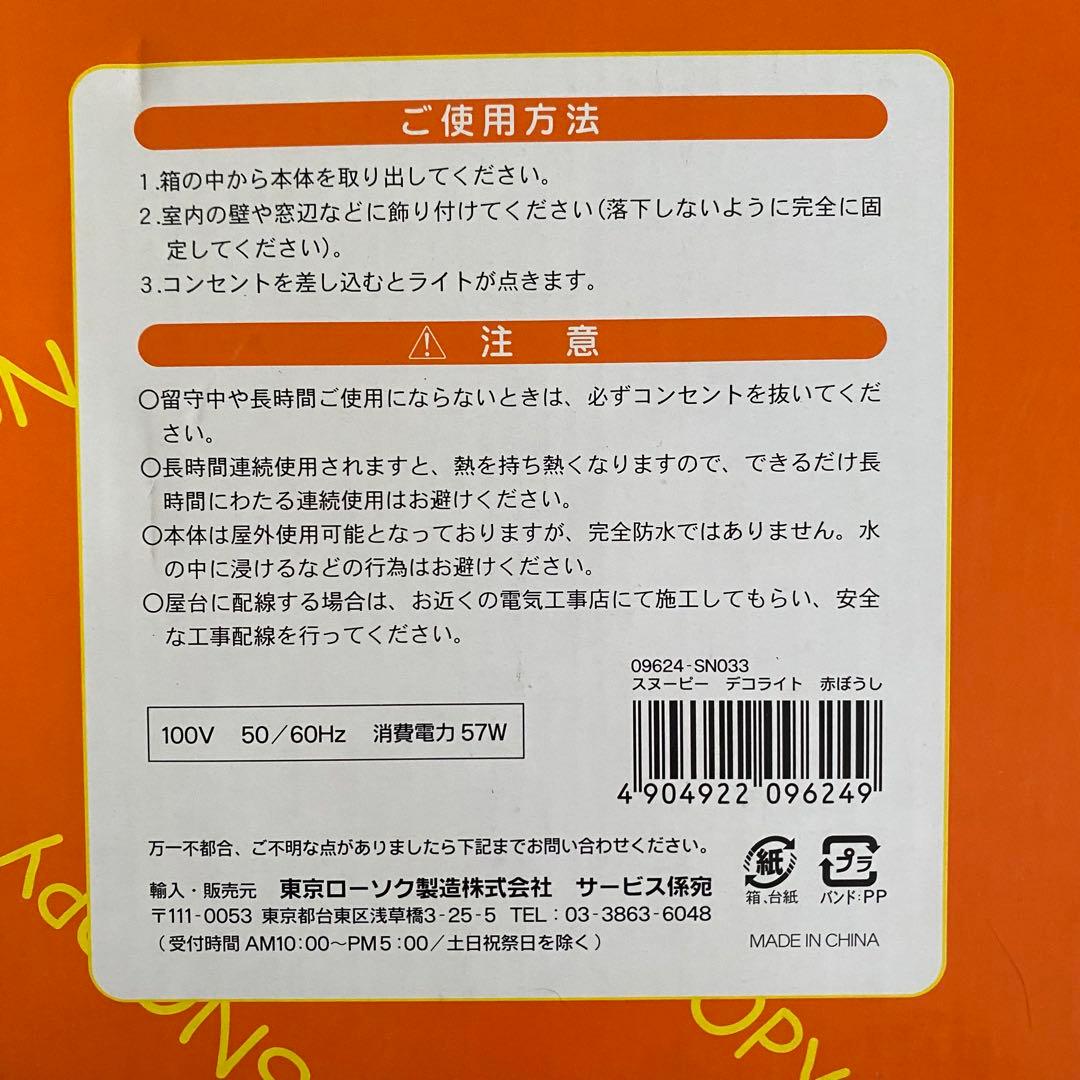 ご使用方法
1.箱の中から本体を取り出してください。
2.室内の壁や窓辺などに飾り付けてください(落下しないように完全に固
定してください)。
3.コンセントを差し込むとライトが点きます。
注 意
○留守中や長時間ご使用にならないときは、必ずコンセントを抜いてくだ
さい。
○長時間連続使用されますと、熱を持ち熱くなりますので、できるだけ長
時間にわたる連続使用はお避けください。
○本体は屋外使用可能となっておりますが、完全防水ではありません。水
の中に浸けるなどの行為はお避けください。
○屋台に配線する場合は、お近くの電気工事店にて施工してもらい、安全
な工事配線を行ってください。
09624-SN033
スヌーピー デコライト 赤ぼうし
100V 50/60Hz 消費電力57W
4 904922 096249
万一不都合、ご不明な点がありましたら下記までお問い合わせください。
輸入・販売元 東京ローソク製造株式会社 サービス係宛
〒111-0053 東京都台東区浅草橋3-25-5 TEL:03-3863-6048
(受付時間 AM10:00〜PM5:00/土日祝祭日を除く)
紙
箱、台紙
プラ
バンド:PP
MADE IN CHINA